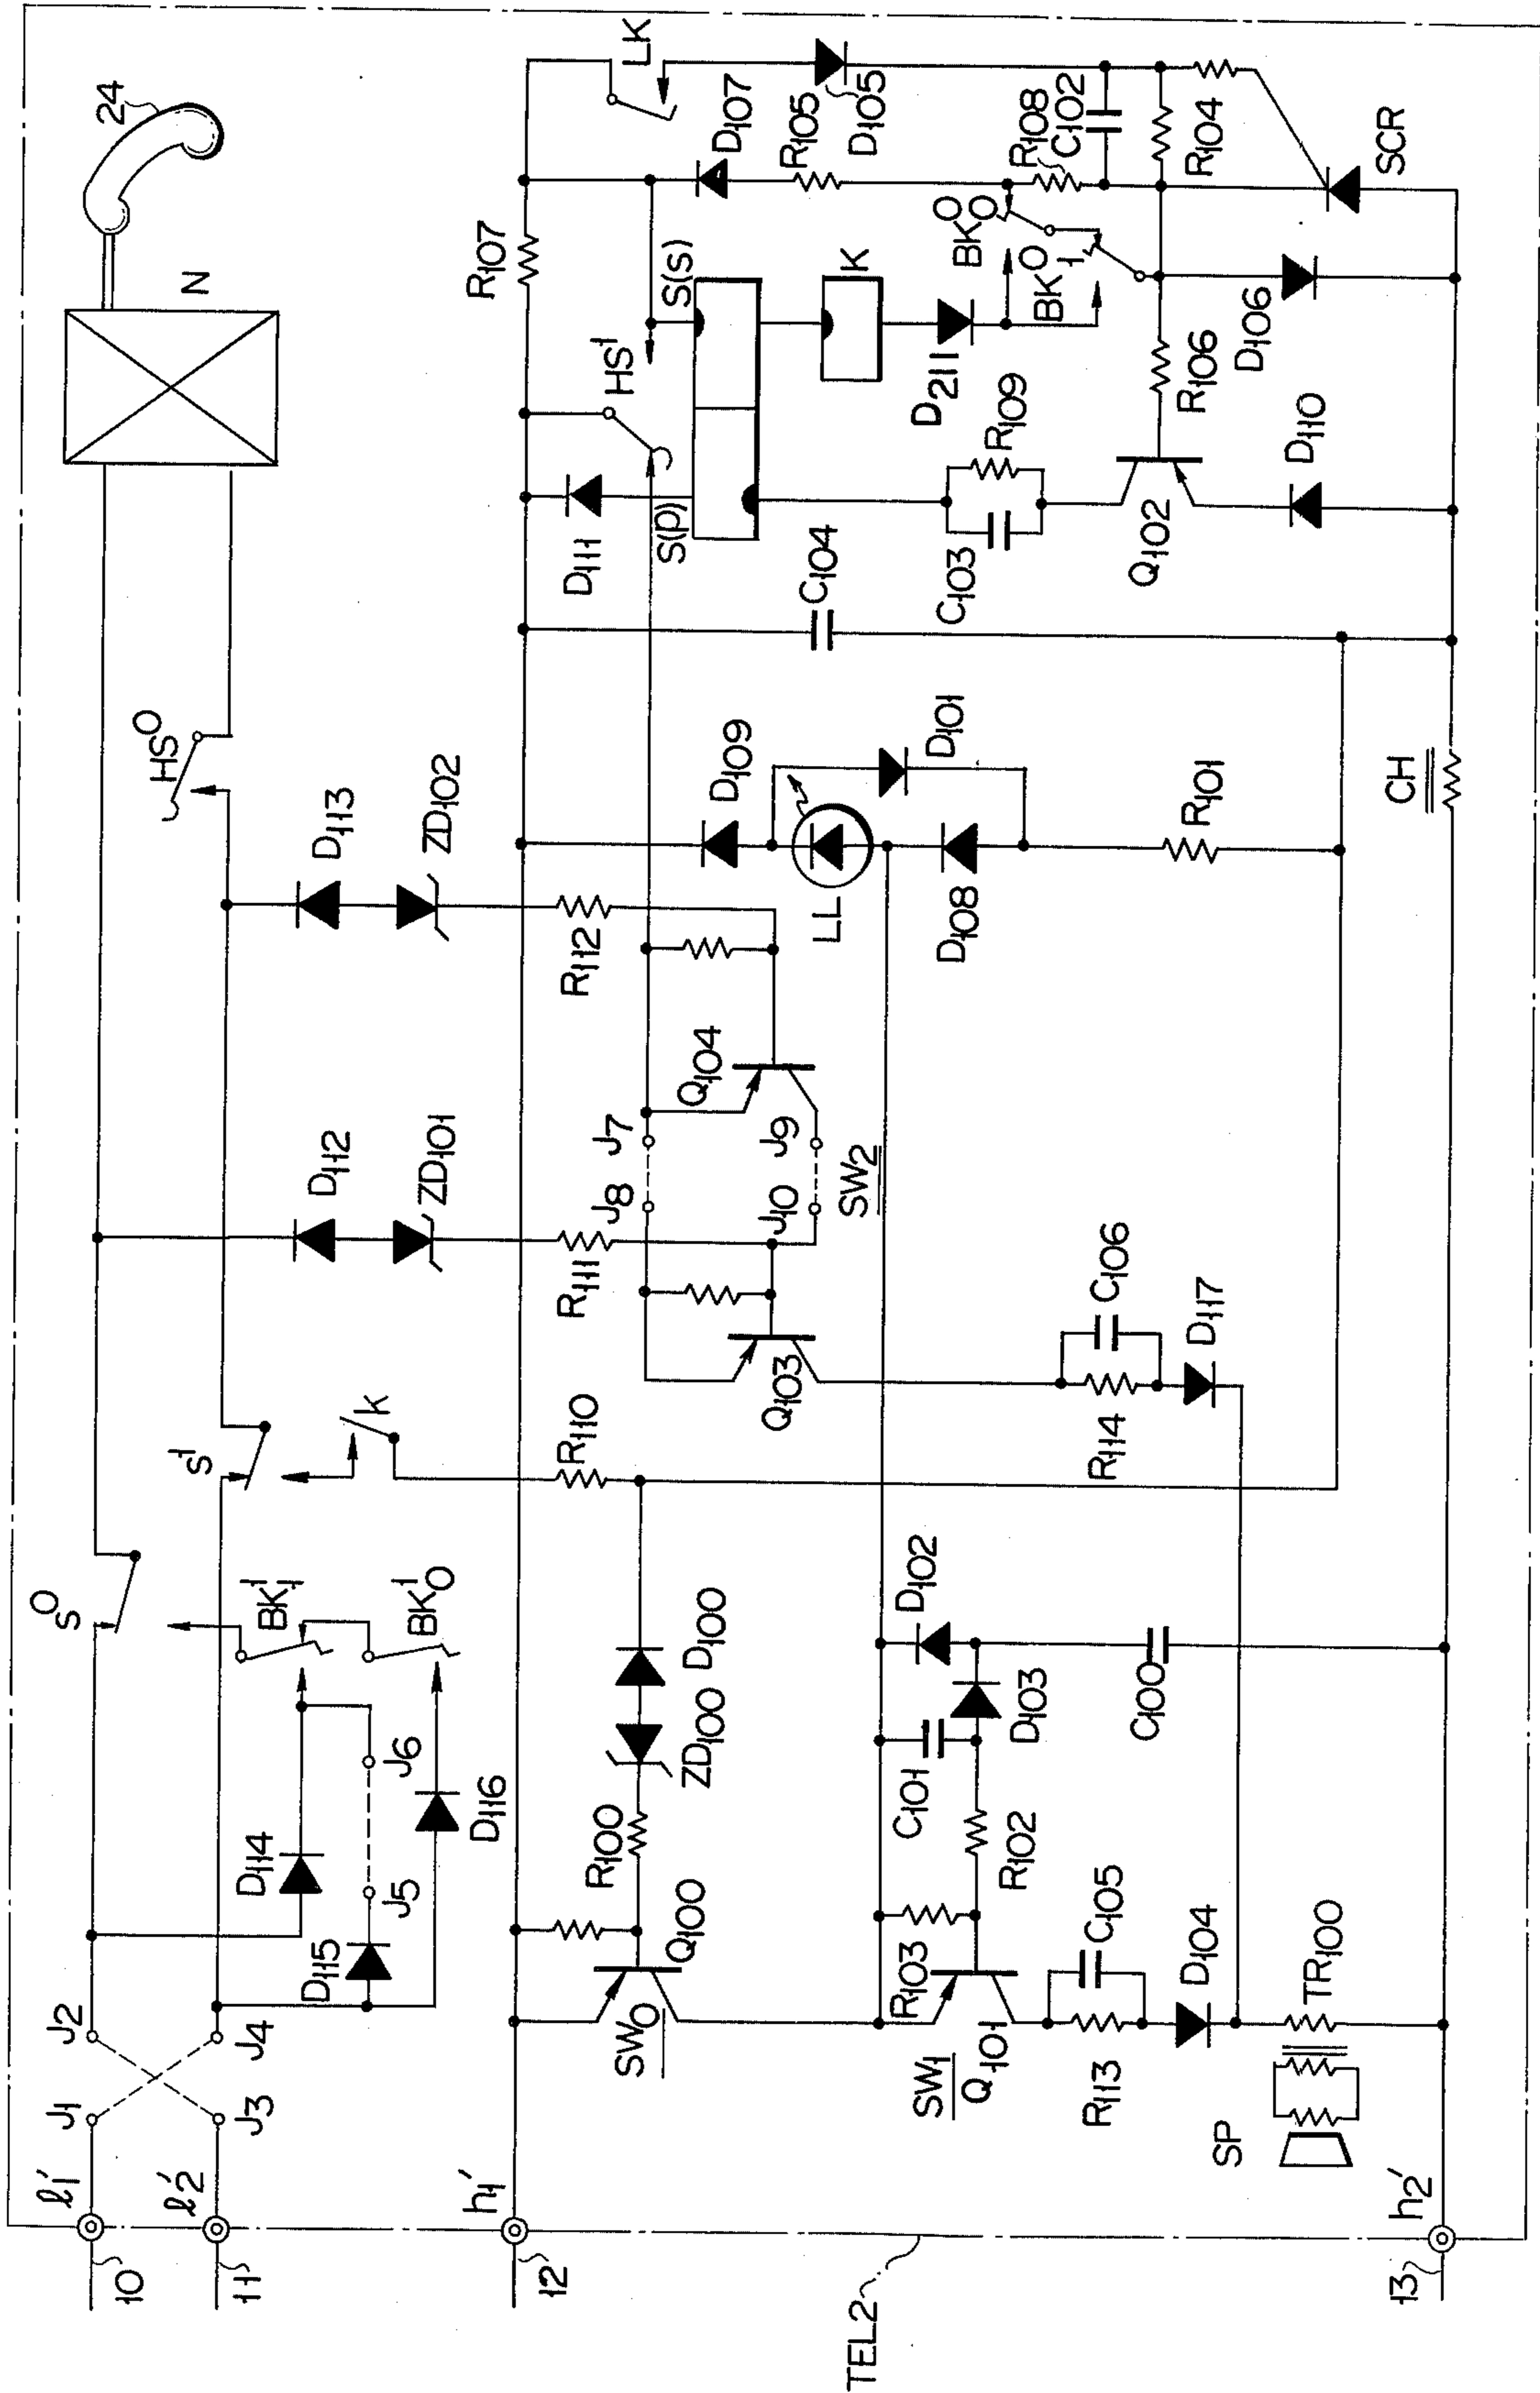 24
N
HS⁰
D113
ZD102
D112
ZD101
s⁰
s¹
k
BK¹₁
BK¹₀
D114
D115
D116
J1
J2
J3
J4
J5
J6
ℓ1'
ℓ2'
10
11
R107
LK
D107
R105
D105
HS¹
S(s)
S(p)
D111
K
D211
BK⁰₀
BK⁰₁
R108
C102
R104
SCR
D106
R106
R109
C103
Q102
D110
C104
D109
D101
LL
D108
R101
CH
R112
Q104
J7
J8
J9
J10
SW2
R111
Q103
R114
C106
D117
R110
D100
ZD100
R100
Q100
SW0
D102
D103
C101
C100
R102
R103
SW1
Q101
C105
R113
D104
TR100
SP
h1'
h2'
12
13
TEL2